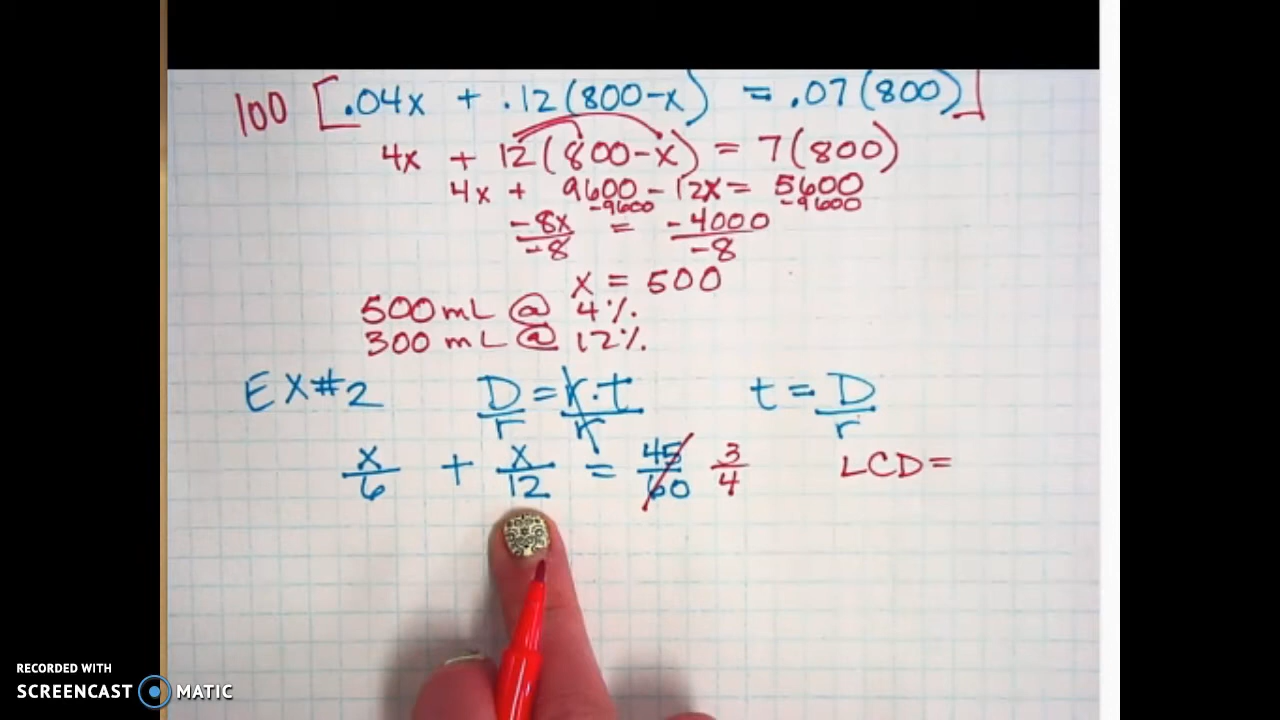 100 [.04x + .12(800-x) = .07(800)]
4x + 12(800-x) = 7(800)
4x + 9600 - 12x = 5600
-9600 -9600
-8x = -4000
-8 -8
x = 500
500 mL @ 4%.
300 mL @ 12%.
EX#2 D = r·t t = D
r r r
x + x = 45 3 LCD =
6 12 60 4
RECORDED WITH
SCREENCAST MATIC